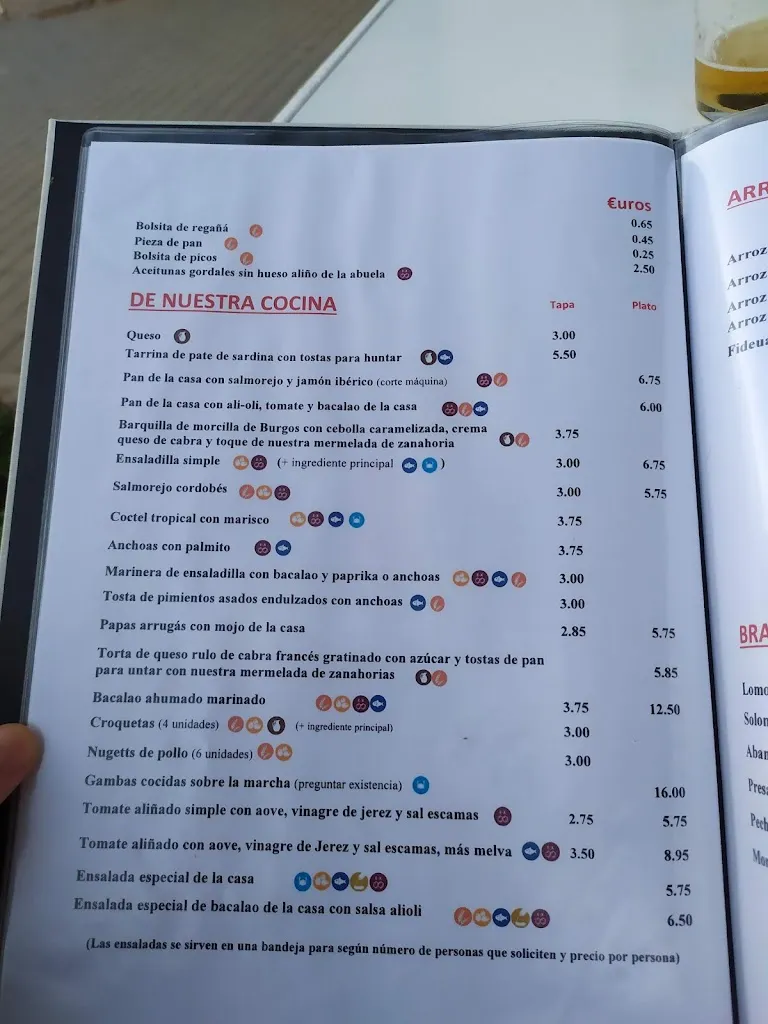 €uros
Bolsita de regañá 0.65
Pieza de pan 0.45
Bolsita de picos 0.25
Aceitunas gordales sin hueso aliño de la abuela 2.50
DE NUESTRA COCINA Tapa Plato
Queso 3.00
Tarrina de pate de sardina con tostas para huntar 5.50
Pan de la casa con salmorejo y jamón ibérico (corte máquina) 6.75
Pan de la casa con ali-oli, tomate y bacalao de la casa 6.00
Barquilla de morcilla de Burgos con cebolla caramelizada, crema
queso de cabra y toque de nuestra mermelada de zanahoria 3.75
Ensaladilla simple (+ ingrediente principal ) 3.00 6.75
Salmorejo cordobés 3.00 5.75
Coctel tropical con marisco 3.75
Anchoas con palmito 3.75
Marinera de ensaladilla con bacalao y paprika o anchoas 3.00
Tosta de pimientos asados endulzados con anchoas 3.00
Papas arrugás con mojo de la casa 2.85 5.75
Torta de queso rulo de cabra francés gratinado con azúcar y tostas de pan
para untar con nuestra mermelada de zanahorias 5.85
Bacalao ahumado marinado 3.75 12.50
Croquetas (4 unidades) (+ ingrediente principal) 3.00
Nugetts de pollo (6 unidades) 3.00
Gambas cocidas sobre la marcha (preguntar existencia) 16.00
Tomate aliñado simple con aove, vinagre de jerez y sal escamas 2.75 5.75
Tomate aliñado con aove, vinagre de Jerez y sal escamas, más melva 3.50 8.95
Ensalada especial de la casa 5.75
Ensalada especial de bacalao de la casa con salsa alioli 6.50
(Las ensaladas se sirven en una bandeja para según número de personas que soliciten y precio por persona)
ARR
Arroz
Arroz
Arroz
Arroz
Fideua
BRA
Lomo
Solon
Aban
Presa
Pech